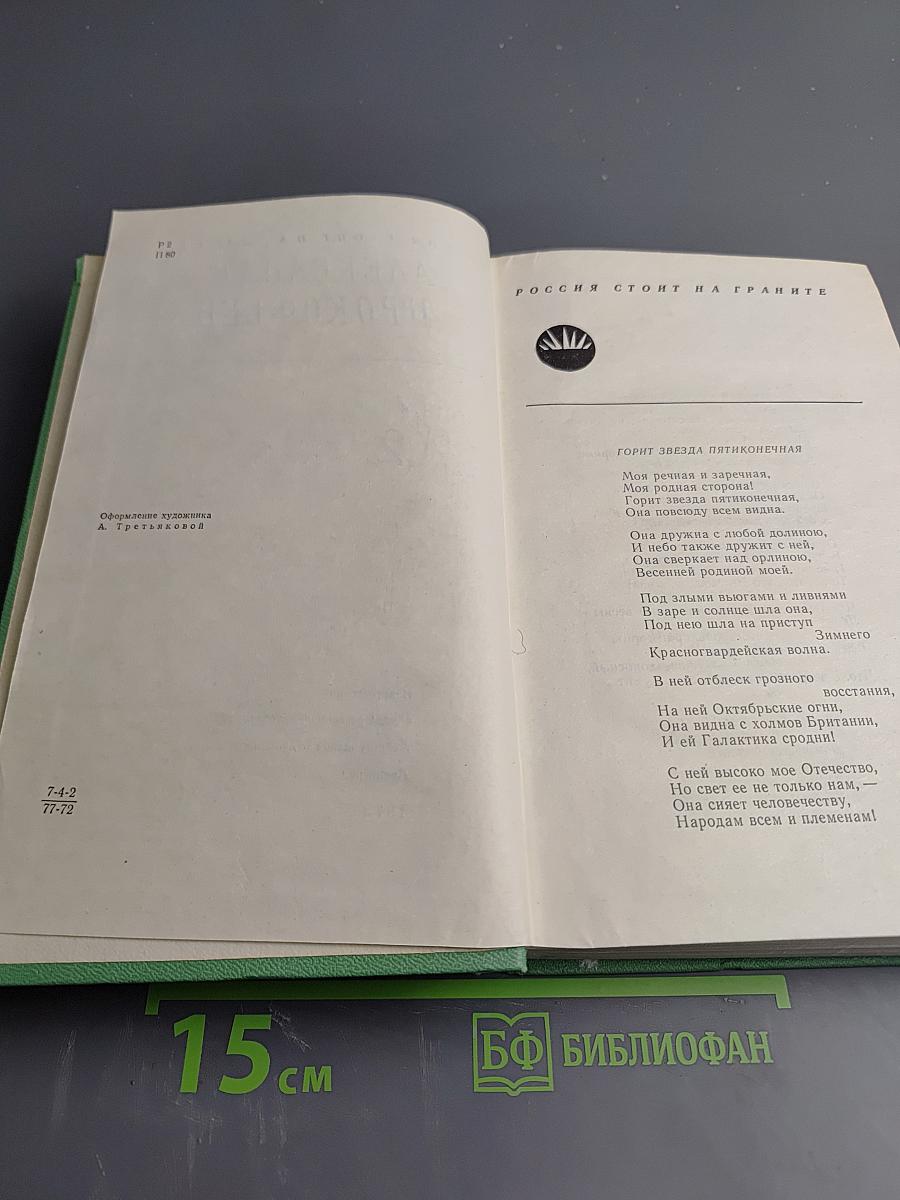 Р 2
П 80
Оформление художника
А. Третьяковой
7-4-2
77-72
РОССИЯ СТОИТ НА ГРАНИТЕ
ГОРИТ ЗВЕЗДА ПЯТИКОНЕЧНАЯ
Моя речная и заречная,
Моя родная сторона!
Горит звезда пятиконечная,
Она повсюду всем видна.
Она дружна с любой долиною,
И небо также дружит с ней,
Она сверкает над орлиною,
Весенней родиной моей.
Под злыми вьюгами и ливнями
В заре и солнце шла она,
Под нею шла на приступ
Зимнего
Красногвардейская волна.
В ней отблеск грозного
восстания,
На ней Октябрьские огни,
Она видна с холмов Британии,
И ей Галактика сродни!
С ней высоко мое Отечество,
Но свет ее не только нам, —
Она сияет человечеству,
Народам всем и племенам!
15 см
БФ БИБЛИОФАН